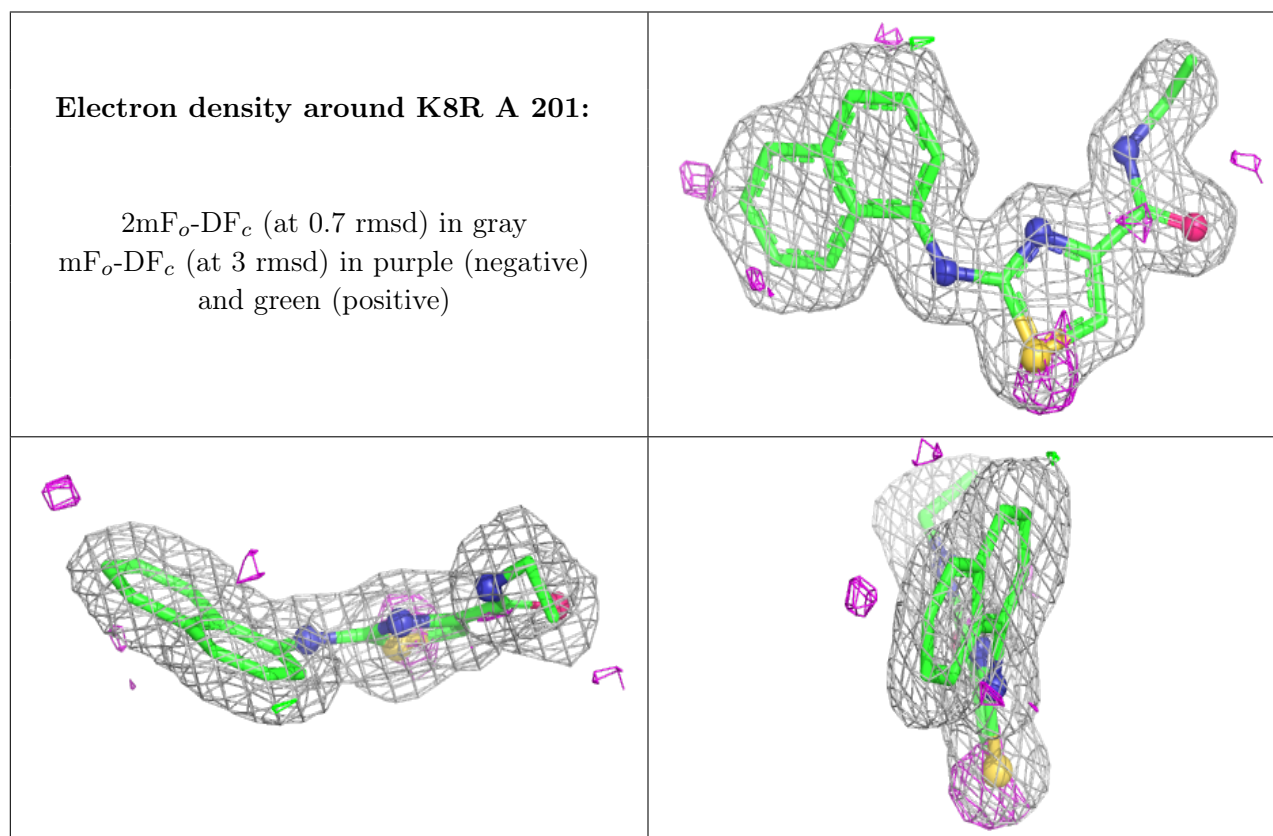 Electron density around K8R A 201:
2mFo-DFc (at 0.7 rmsd) in gray
mFo-DFc (at 3 rmsd) in purple (negative)
and green (positive)